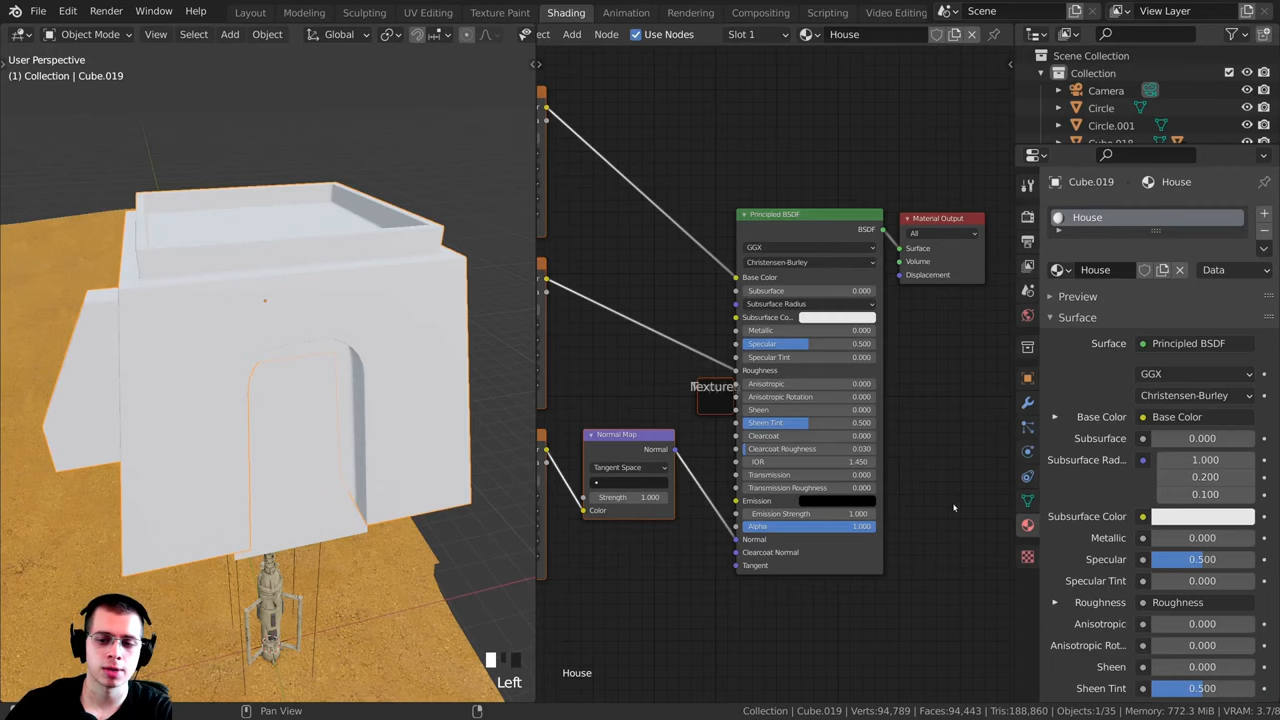 File Edit Render Window Help Layout Modeling Sculpting UV Editing Texture Paint Shading Animation Rendering Compositing Scripting Video Editing Scene View Layer
Object Mode View Select Add Object Global ect Add Node Use Nodes Slot 1 House
User Perspective
(1) Collection | Cube.019
Scene Collection
Collection
Camera
Circle
Circle.001
Cube.018
Principled BSDF
BSDF
GGX
Christensen-Burley
Base Color
Subsurface 0.000
Subsurface Radius
Subsurface Co...
Metallic 0.000
Specular 0.500
Specular Tint 0.000
Roughness
Anisotropic 0.000
Anisotropic Rotation 0.000
Sheen 0.000
Sheen Tint 0.500
Clearcoat 0.000
Clearcoat Roughness 0.030
IOR 1.450
Transmission 0.000
Transmission Roughness 0.000
Emission
Emission Strength 1.000
Alpha 1.000
Normal
Clearcoat Normal
Tangent
Material Output
All
Surface
Volume
Displacement
Texture
Normal Map
Normal
Tangent Space
Strength 1.000
Color
House
Left
Cube.019 House
House
House Data
Preview
Surface
Surface Principled BSDF
GGX
Christensen-Burley
Base Color Base Color
Subsurface 0.000
Subsurface Rad... 1.000
0.200
0.100
Subsurface Color
Metallic 0.000
Specular 0.500
Specular Tint 0.000
Roughness Roughness
Anisotropic 0.000
Anisotropic Rot... 0.000
Sheen 0.000
Sheen Tint 0.500
Pan View
Collection | Cube.019 | Verts:94,789 | Faces:94,443 | Tris:188,860 | Objects:1/35 | Memory: 772.3 MiB | VRAM: 3.7/8